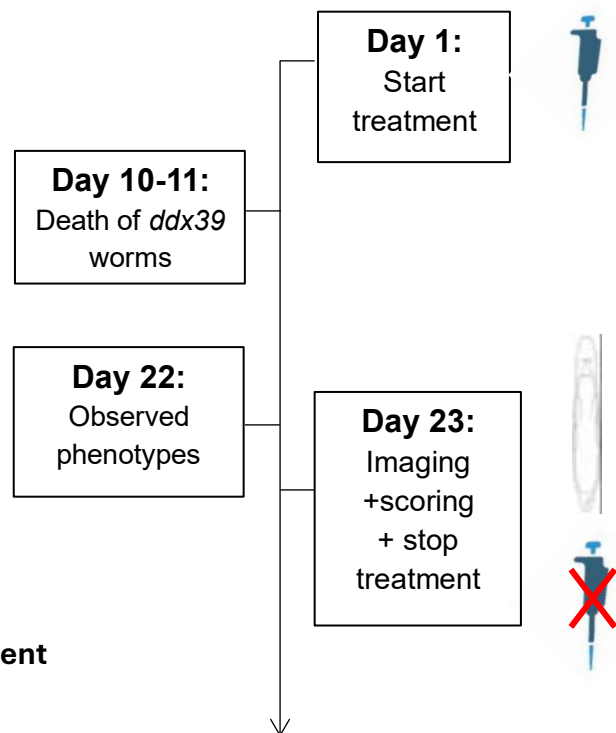 Day 1:
Start
treatment
Day 10-11:
Death of ddx39
worms
Day 22:
Observed
phenotypes
Day 23:
Imaging
+scoring
+ stop
treatment
ent